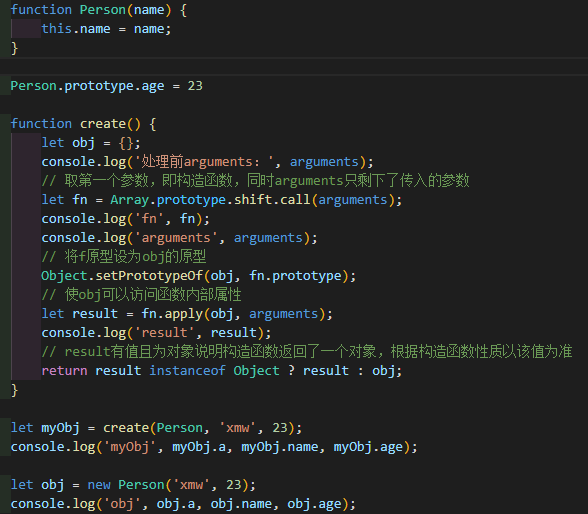 function Person(name) {
this.name = name;
}
Person.prototype.age = 23
function create() {
let obj = {};
console.log('处理前arguments：', arguments);
// 取第一个参数，即构造函数，同时arguments只剩下了传入的参数
let fn = Array.prototype.shift.call(arguments);
console.log('fn', fn);
console.log('arguments', arguments);
// 将f原型设为obj的原型
Object.setPrototypeOf(obj, fn.prototype);
// 使obj可以访问函数内部属性
let result = fn.apply(obj, arguments);
console.log('result', result);
// result有值且为对象说明构造函数返回了一个对象，根据构造函数性质以该值为准
return result instanceof Object ? result : obj;
}
let myObj = create(Person, 'xmw', 23);
console.log('myObj', myObj.a, myObj.name, myObj.age);
let obj = new Person('xmw', 23);
console.log('obj', obj.a, obj.name, obj.age);